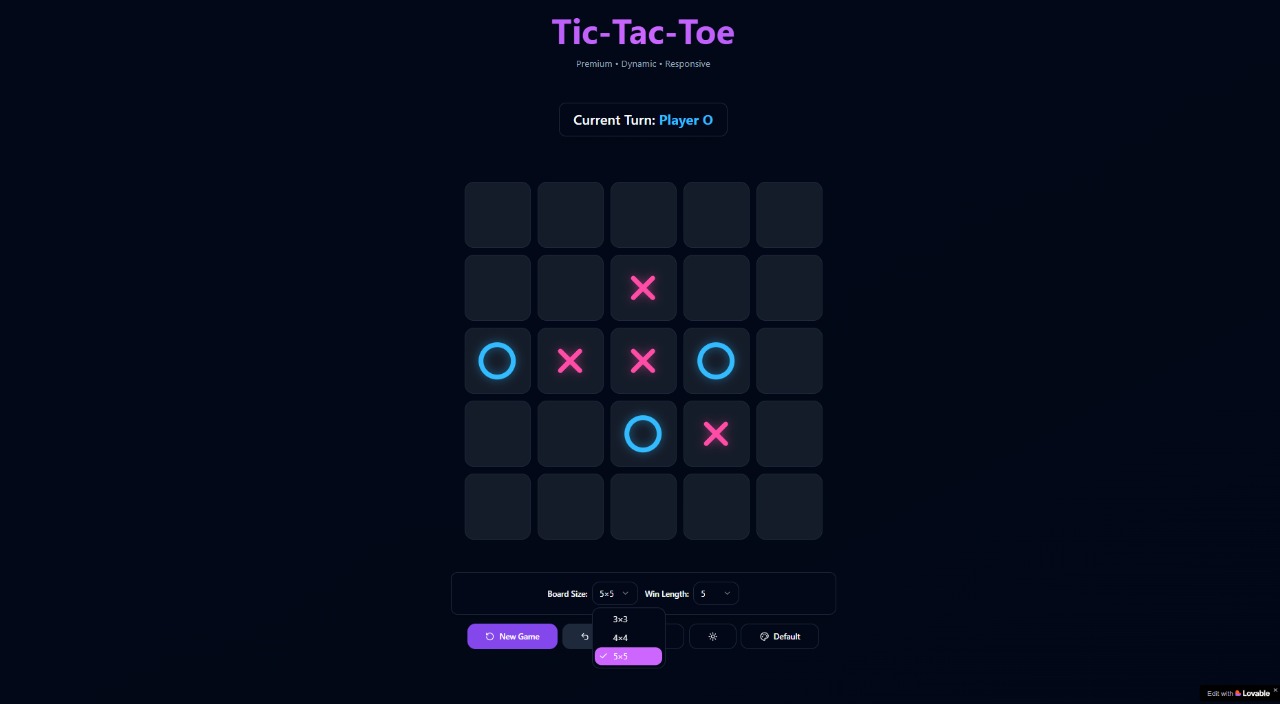 Tic-Tac-Toe
Premium • Dynamic • Responsive
Current Turn: Player O
Board Size: 5×5 Win Length: 5
3×3
4×4
5×5
New Game
Default
Edit with Lovable